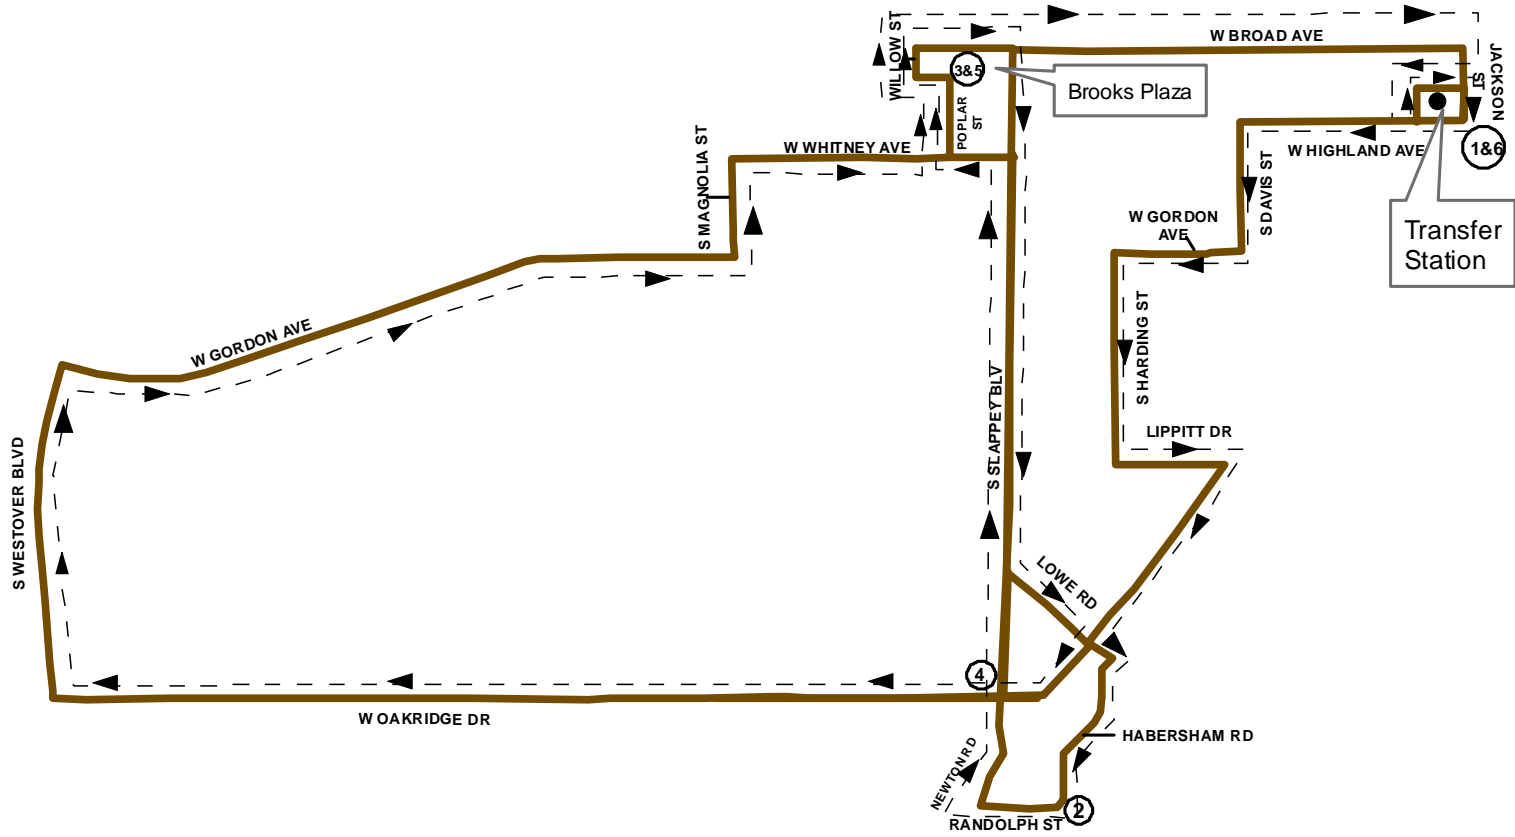 WILLOW ST
W BROAD AVE
JACKSON
ST
3&5
Brooks Plaza
POPLAR
ST
S MAGNOLIA ST
W WHITNEY AVE
W HIGHLAND AVE
1&6
S DAVIS ST
W GORDON
AVE
Transfer
Station
W GORDON AVE
S HARDING ST
S SLAPPEY BLV
LIPPITT DR
S WESTOVER BLVD
LOWE RD
4
W OAKRIDGE DR
HABERSHAM RD
NEWTON RD
2
RANDOLPH ST